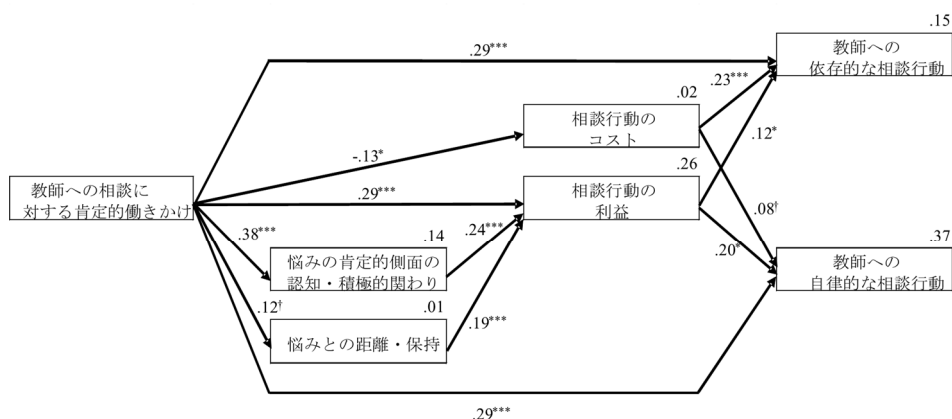 .15
.29***
教師への
依存的な相談行動
.23***
.02
相談行動の
コスト
.12*
-.13*
.26
教師への相談に
対する肯定的働きかけ
.29***
相談行動の
利益
.08†
.38***
.14
.24***
.20*
.37
悩みの肯定的側面の
認知・積極的関わり
教師への
自律的な相談行動
.12†
.01
.19***
悩みとの距離・保持
.29***